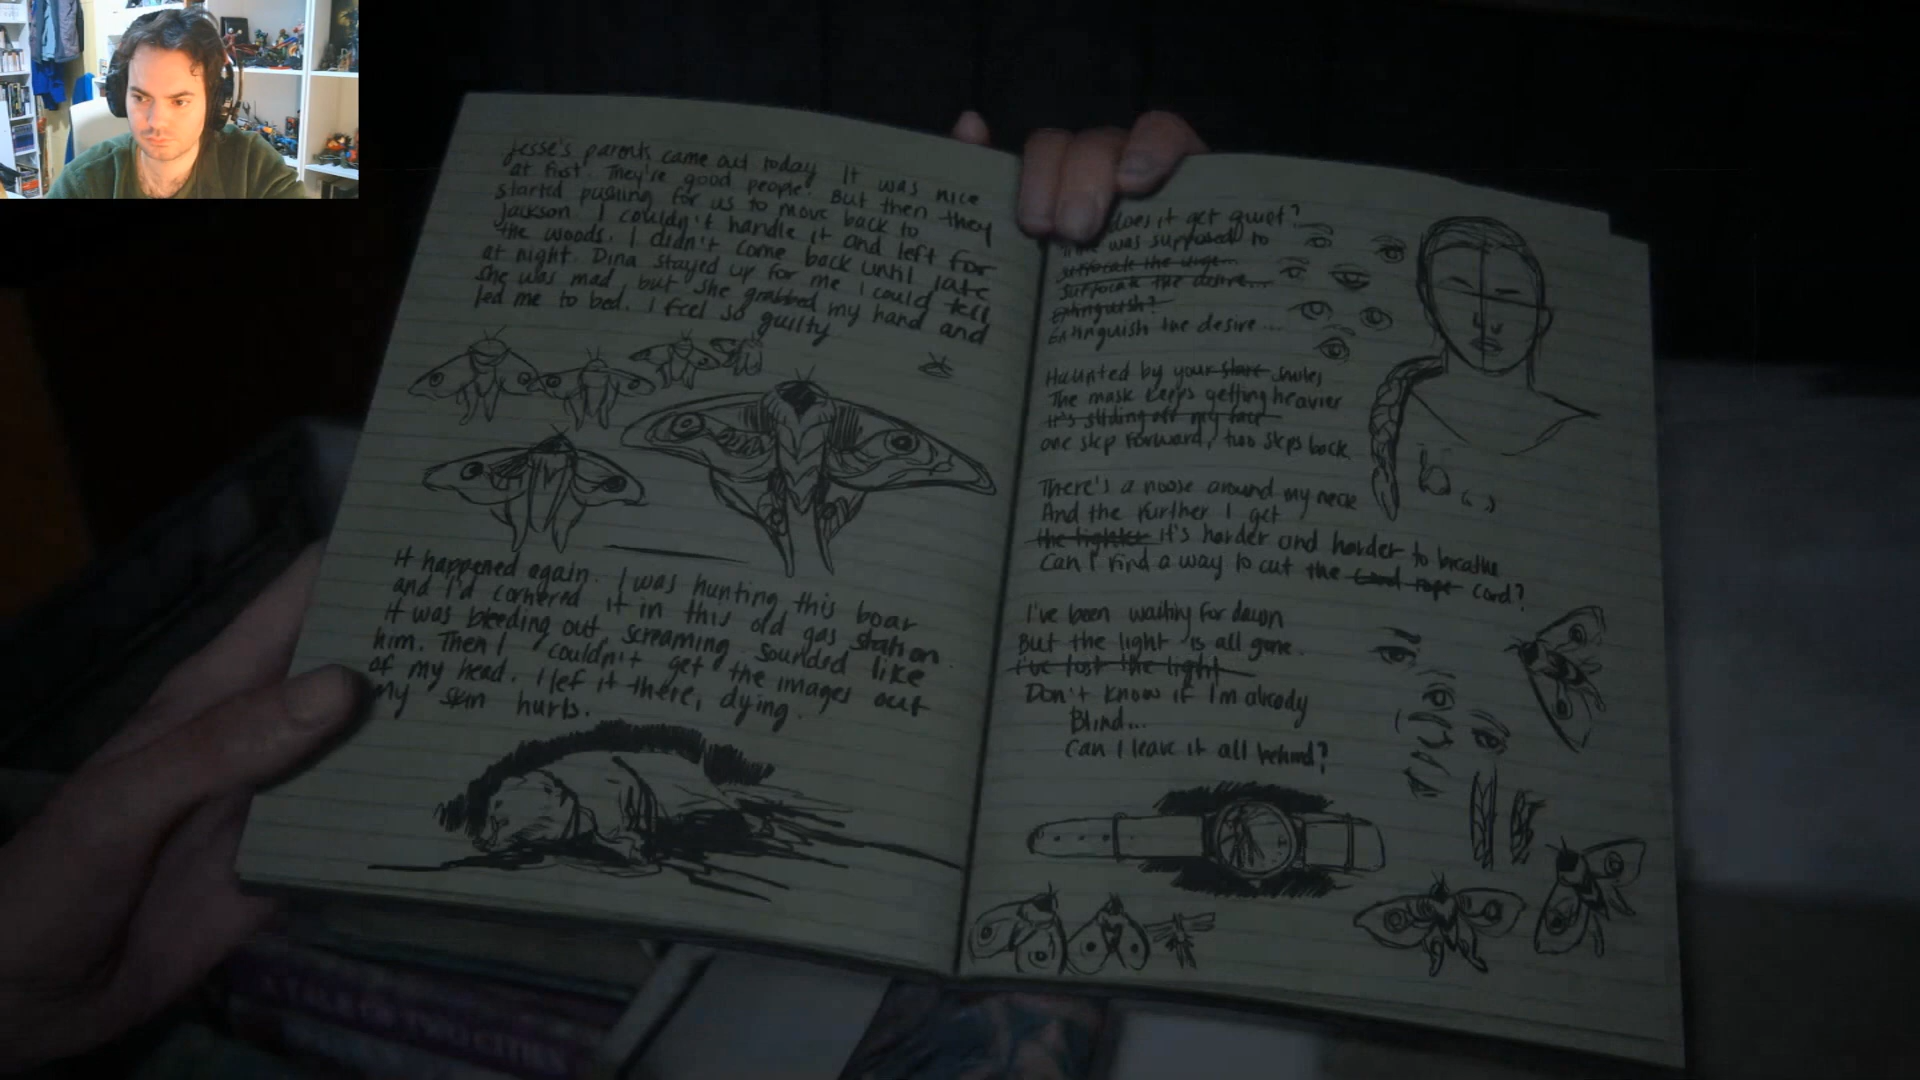 Jesse's parents came out today. It was nice
at first. They're good people. But then they
started pushing for us to move back to
Jackson. I couldn't handle it and left for
the woods. I didn't come back until late
at night. Dina stayed up for me I could tell
she was mad, but she grabbed my hand and
led me to bed. I feel so guilty
It happened again. I was hunting this boar
and I'd cornered it in this old gas station.
It was bleeding out, screaming. Sounded like
him. Then I couldn't get the images out
of my head. I lef it there, dying.
My skin hurts.
does it get quiet?
was supposed to
suffocate the urge...
suffocate the desire...
Extinguish?
Extinguish the desire...
Haunted by your stare smiles
The mask keeps getting heavier
It's sliding off my face
one step forward, two steps back
There's a noose around my neck
And the further I get
the tighter it's harder and harder to breathe
Can I find a way to cut the cord rope cord?
I've been waiting for dawn
But the light is all gone.
I've lost the light
Don't know if I'm already
Blind...
Can I leave it all behind?
A TALE OF TWO CITIES